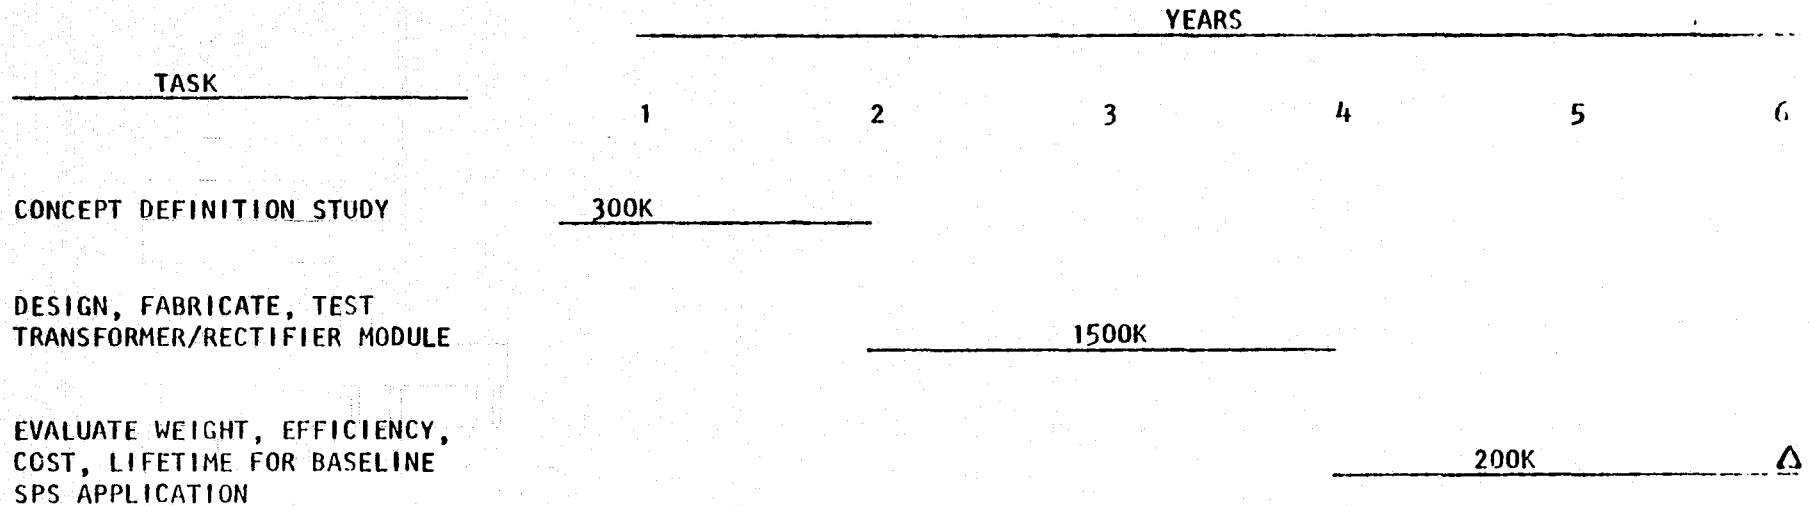 YEARS
TASK
1 2 3 4 5 6
CONCEPT DEFINITION STUDY 300K
DESIGN, FABRICATE, TEST
TRANSFORMER/RECTIFIER MODULE 1500K
EVALUATE WEIGHT, EFFICIENCY,
COST, LIFETIME FOR BASELINE 200K
SPS APPLICATION